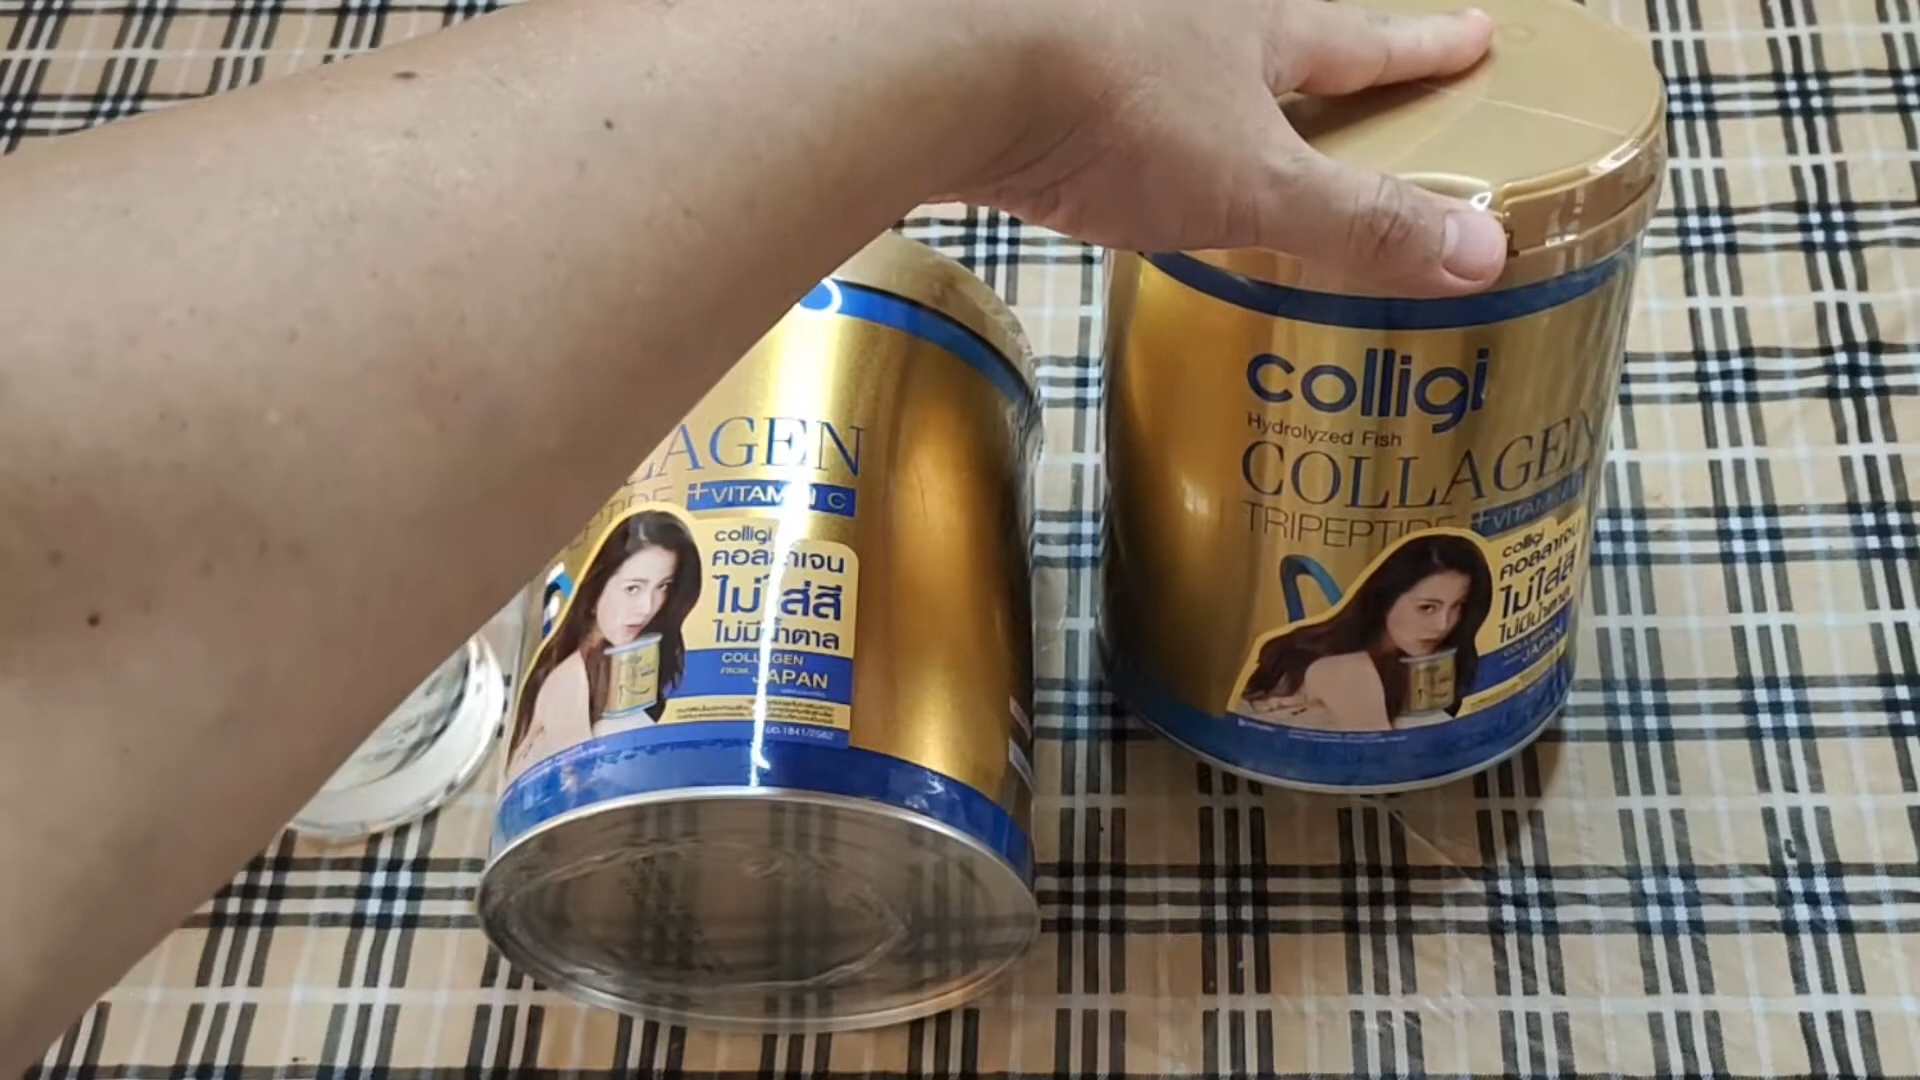 AGEN
+VITAMIN C
colligi
คอลลาเจน
ไม่ใส่สี
ไม่มีน้ำตาล
COLLAGEN
FROM JAPAN
colligi
Hydrolyzed Fish
COLLAGEN
TRIPEPTIDE
+VITAMIN
colligi
คอลลาเจน
ไม่ใส่สี
ไม่มีน้ำตาล
JAPAN